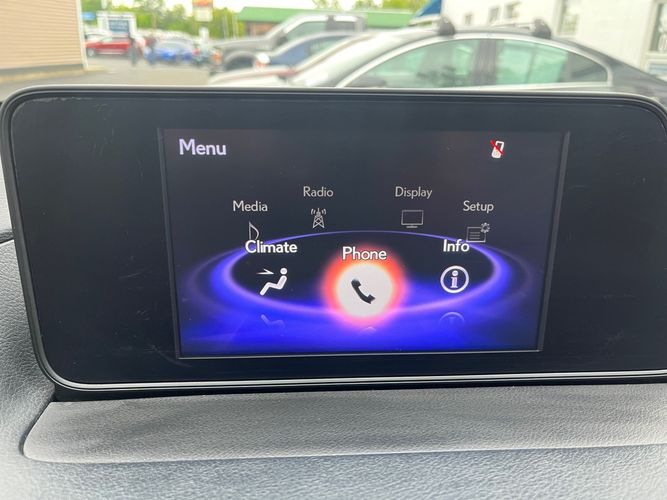 Menu
Radio
Display
Media
Setup
Climate
Phone
Info